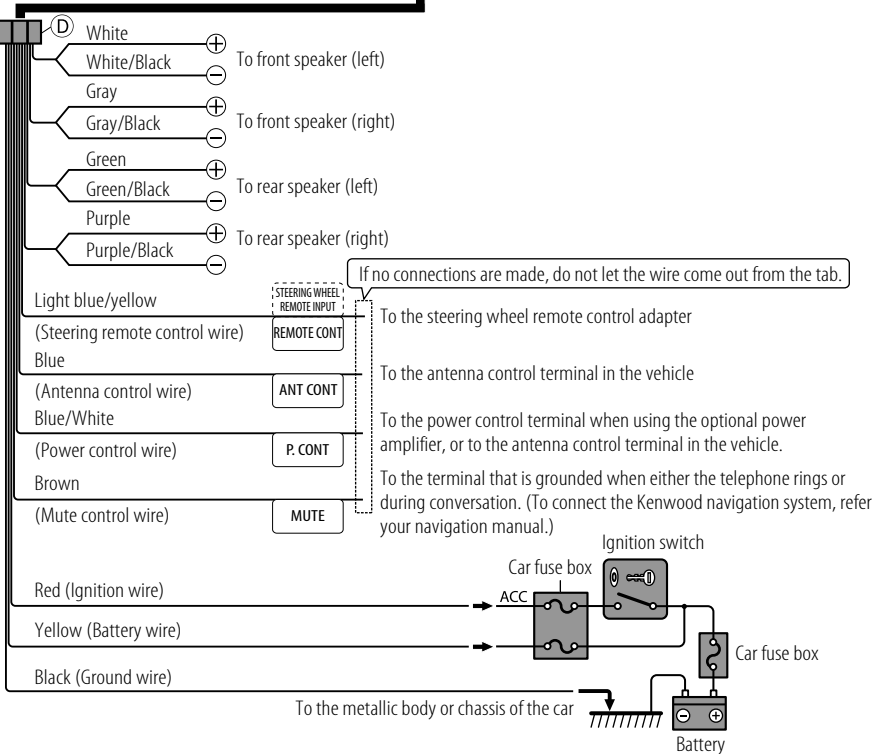 D
White
White/Black
To front speaker (left)
Gray
Gray/Black
To front speaker (right)
Green
Green/Black
To rear speaker (left)
Purple
Purple/Black
To rear speaker (right)
If no connections are made, do not let the wire come out from the tab.
Light blue/yellow
(Steering remote control wire)
STEERING WHEEL
REMOTE INPUT
REMOTE CONT
To the steering wheel remote control adapter
Blue
(Antenna control wire)
ANT CONT
To the antenna control terminal in the vehicle
Blue/White
(Power control wire)
P. CONT
To the power control terminal when using the optional power
amplifier, or to the antenna control terminal in the vehicle.
Brown
(Mute control wire)
MUTE
To the terminal that is grounded when either the telephone rings or
during conversation. (To connect the Kenwood navigation system, refer
your navigation manual.)
Ignition switch
Car fuse box
Red (Ignition wire)
ACC
Yellow (Battery wire)
Car fuse box
Black (Ground wire)
To the metallic body or chassis of the car
Battery